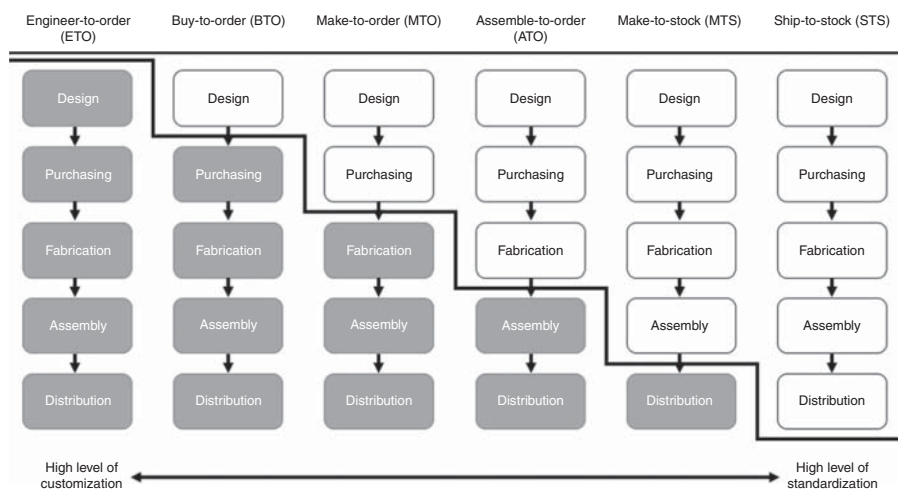 Engineer-to-order
(ETO)
Buy-to-order (BTO)
Make-to-order (MTO)
Assemble-to-order
(ATO)
Make-to-stock (MTS)
Ship-to-stock (STS)
Design
Design
Design
Design
Design
Design
Purchasing
Purchasing
Purchasing
Purchasing
Purchasing
Purchasing
Fabrication
Fabrication
Fabrication
Fabrication
Fabrication
Fabrication
Assembly
Assembly
Assembly
Assembly
Assembly
Assembly
Distribution
Distribution
Distribution
Distribution
Distribution
Distribution
High level of
customization
High level of
standardization